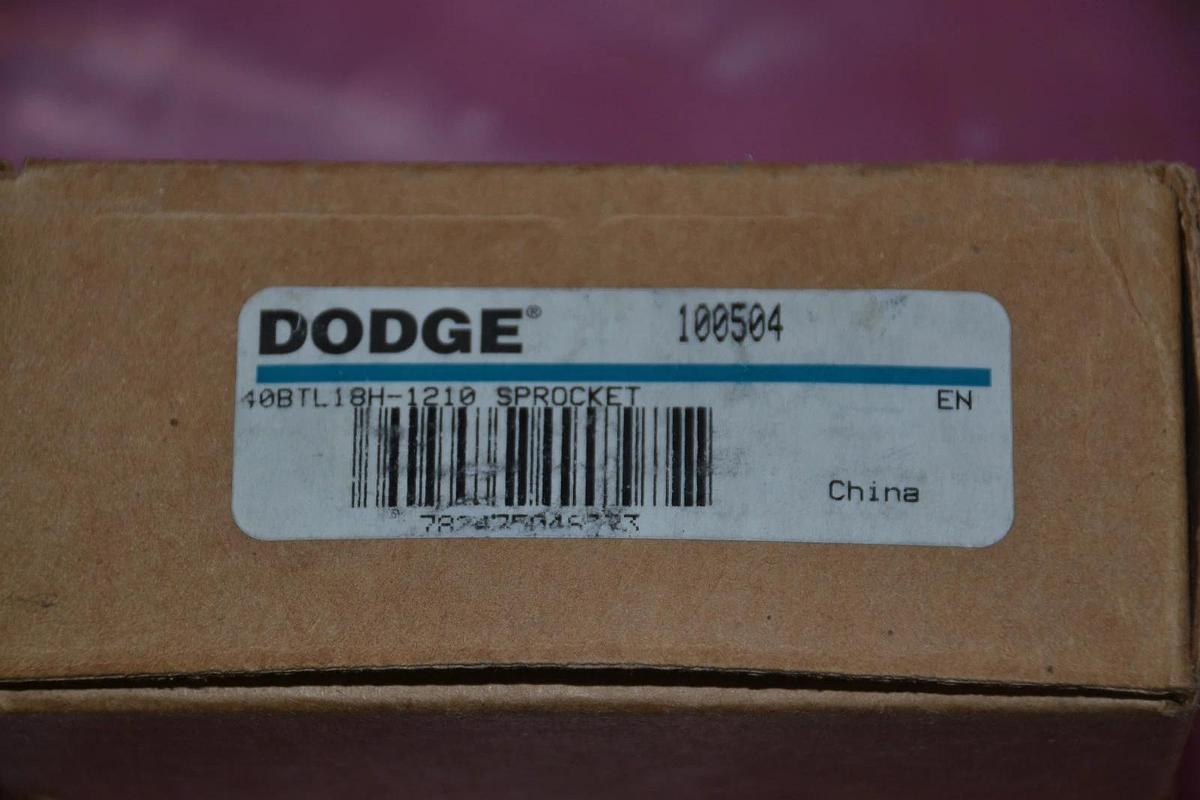 DODGE® 100504
40BTL18H-1210 SPROCKET EN
China